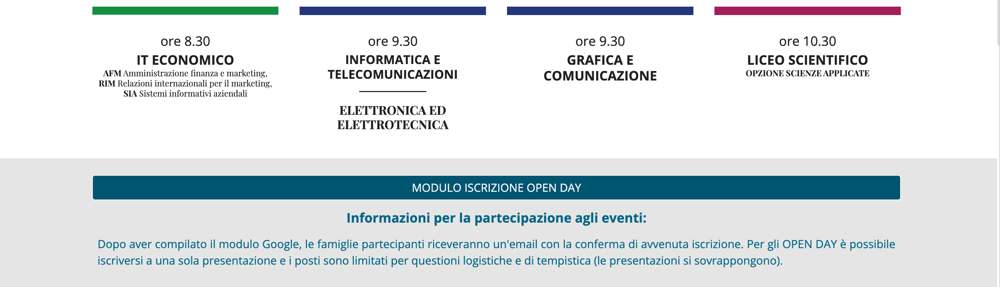 ore 8.30
IT ECONOMICO
AFM Amministrazione finanza e marketing,
RIM Relazioni internazionali per il marketing,
SIA Sistemi informativi aziendali
ore 9.30
INFORMATICA E
TELECOMUNICAZIONI
ELETTRONICA ED
ELETTROTECNICA
ore 9.30
GRAFICA E
COMUNICAZIONE
ore 10.30
LICEO SCIENTIFICO
OPZIONE SCIENZE APPLICATE
MODULO ISCRIZIONE OPEN DAY
Informazioni per la partecipazione agli eventi:
Dopo aver compilato il modulo Google, le famiglie partecipanti riceveranno un'email con la conferma di avvenuta iscrizione. Per gli OPEN DAY è possibile
iscriversi a una sola presentazione e i posti sono limitati per questioni logistiche e di tempistica (le presentazioni si sovrappongono).